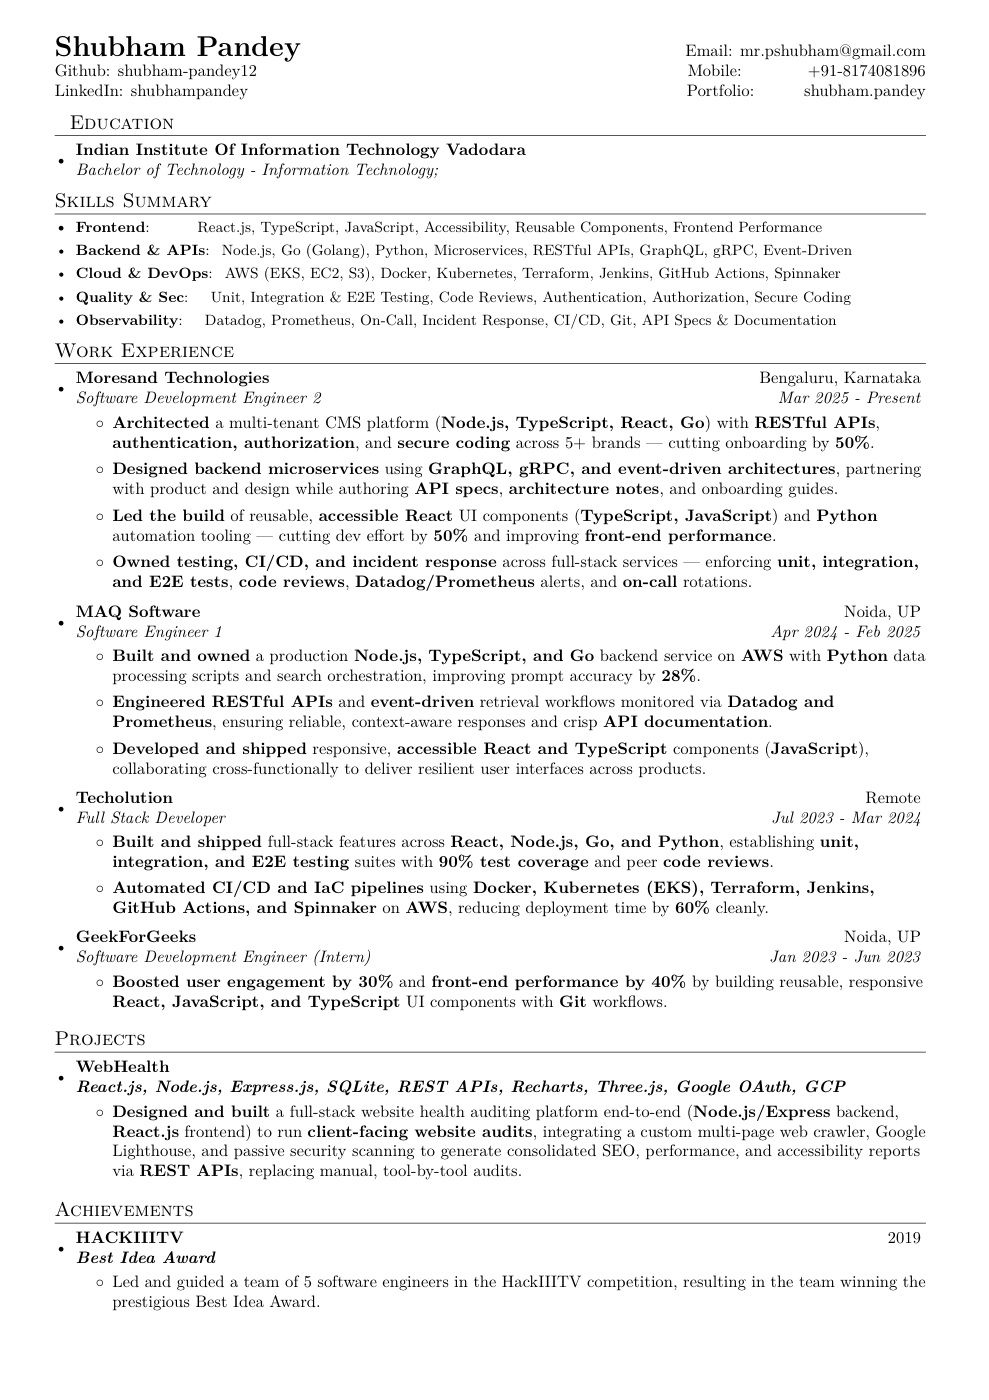 Shubham Pandey
Github: shubham-pandey12
LinkedIn: shubhampandey
Email: mr.pshubham@gmail.com
Mobile: +91-8174081896
Portfolio: shubham.pandey
Education
• Indian Institute Of Information Technology Vadodara
Bachelor of Technology - Information Technology;
Skills Summary
• Frontend: React.js, TypeScript, JavaScript, Accessibility, Reusable Components, Frontend Performance
• Backend & APIs: Node.js, Go (Golang), Python, Microservices, RESTful APIs, GraphQL, gRPC, Event-Driven
• Cloud & DevOps: AWS (EKS, EC2, S3), Docker, Kubernetes, Terraform, Jenkins, GitHub Actions, Spinnaker
• Quality & Sec: Unit, Integration & E2E Testing, Code Reviews, Authentication, Authorization, Secure Coding
• Observability: Datadog, Prometheus, On-Call, Incident Response, CI/CD, Git, API Specs & Documentation
Work Experience
• Moresand Technologies Bengaluru, Karnataka
Software Development Engineer 2 Mar 2025 - Present
◦ Architected a multi-tenant CMS platform (Node.js, TypeScript, React, Go) with RESTful APIs,
authentication, authorization, and secure coding across 5+ brands — cutting onboarding by 50%.
◦ Designed backend microservices using GraphQL, gRPC, and event-driven architectures, partnering
with product and design while authoring API specs, architecture notes, and onboarding guides.
◦ Led the build of reusable, accessible React UI components (TypeScript, JavaScript) and Python
automation tooling — cutting dev effort by 50% and improving front-end performance.
◦ Owned testing, CI/CD, and incident response across full-stack services — enforcing unit, integration,
and E2E tests, code reviews, Datadog/Prometheus alerts, and on-call rotations.
• MAQ Software Noida, UP
Software Engineer 1 Apr 2024 - Feb 2025
◦ Built and owned a production Node.js, TypeScript, and Go backend service on AWS with Python data
processing scripts and search orchestration, improving prompt accuracy by 28%.
◦ Engineered RESTful APIs and event-driven retrieval workflows monitored via Datadog and
Prometheus, ensuring reliable, context-aware responses and crisp API documentation.
◦ Developed and shipped responsive, accessible React and TypeScript components (JavaScript),
collaborating cross-functionally to deliver resilient user interfaces across products.
• Techolution Remote
Full Stack Developer Jul 2023 - Mar 2024
◦ Built and shipped full-stack features across React, Node.js, Go, and Python, establishing unit,
integration, and E2E testing suites with 90% test coverage and peer code reviews.
◦ Automated CI/CD and IaC pipelines using Docker, Kubernetes (EKS), Terraform, Jenkins,
GitHub Actions, and Spinnaker on AWS, reducing deployment time by 60% cleanly.
• GeekForGeeks Noida, UP
Software Development Engineer (Intern) Jan 2023 - Jun 2023
◦ Boosted user engagement by 30% and front-end performance by 40% by building reusable, responsive
React, JavaScript, and TypeScript UI components with Git workflows.
Projects
• WebHealth
React.js, Node.js, Express.js, SQLite, REST APIs, Recharts, Three.js, Google OAuth, GCP
◦ Designed and built a full-stack website health auditing platform end-to-end (Node.js/Express backend,
React.js frontend) to run client-facing website audits, integrating a custom multi-page web crawler, Google
Lighthouse, and passive security scanning to generate consolidated SEO, performance, and accessibility reports
via REST APIs, replacing manual, tool-by-tool audits.
Achievements
• HACKIIITV 2019
Best Idea Award
◦ Led and guided a team of 5 software engineers in the HackIIITV competition, resulting in the team winning the
prestigious Best Idea Award.